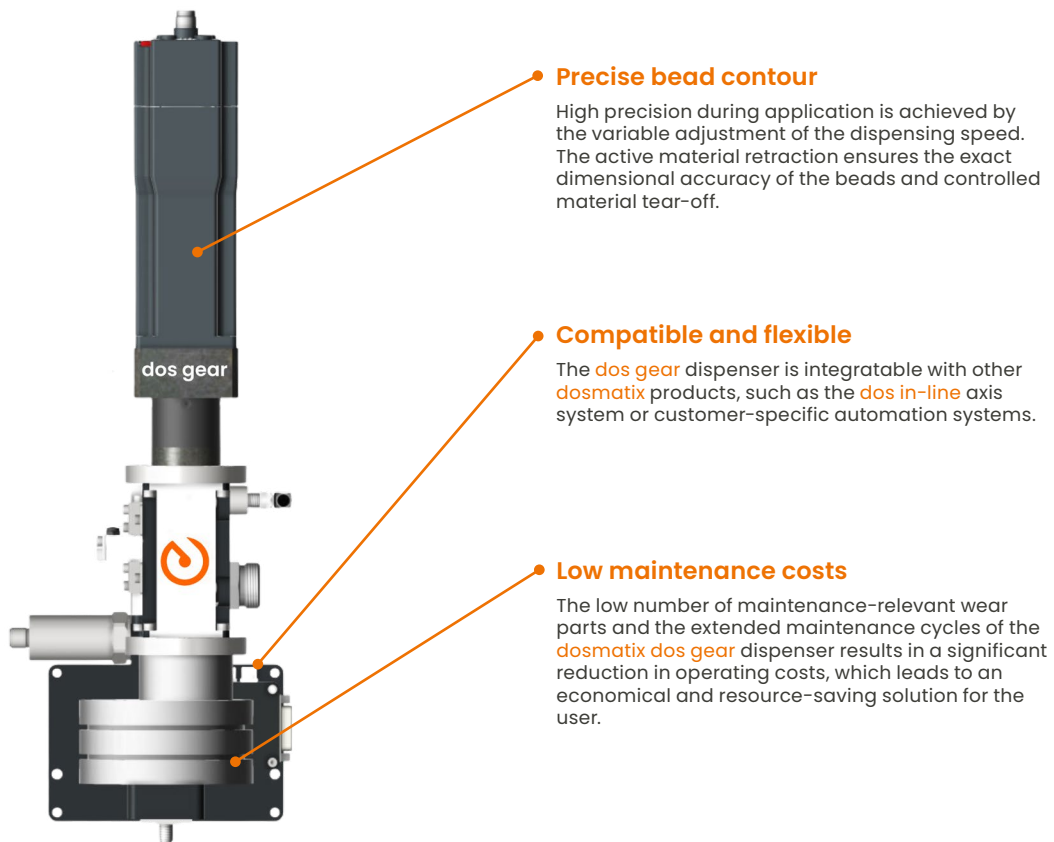 Precise bead contour
High precision during application is achieved by
the variable adjustment of the dispensing speed.
The active material retraction ensures the exact
dimensional accuracy of the beads and controlled
material tear-off.
dos gear
Compatible and flexible
The dos gear dispenser is integratable with other
dosmatix products, such as the dos in-line axis
system or customer-specific automation systems.
Low maintenance costs
The low number of maintenance-relevant wear
parts and the extended maintenance cycles of the
dosmatix dos gear dispenser results in a significant
reduction in operating costs, which leads to an
economical and resource-saving solution for the
user.